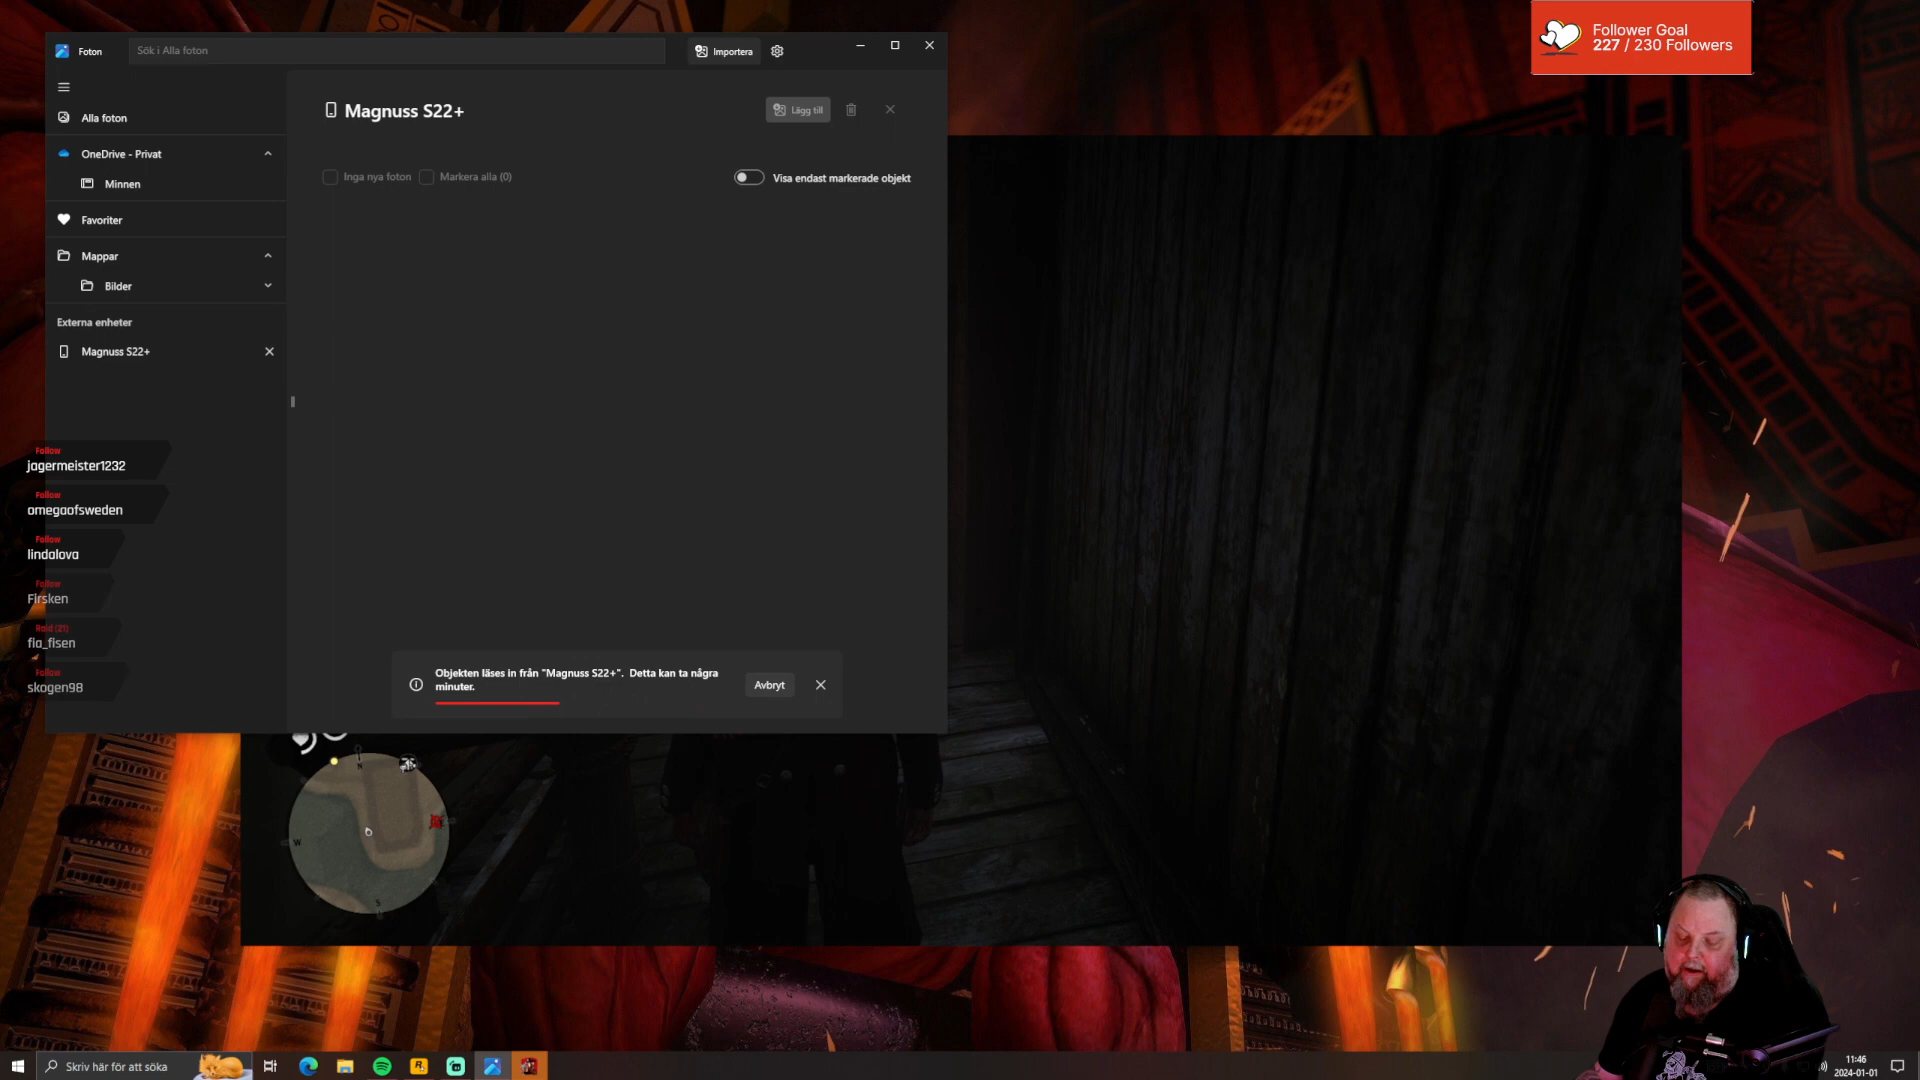 Follower Goal
227 / 230 Followers
Foton
Sök i Alla foton
Importera
Alla foton
OneDrive - Privat
Minnen
Favoriter
Mappar
Bilder
Externa enheter
Magnuss S22+
Magnuss S22+
Lägg till
Inga nya foton
Markera alla (0)
Visa endast markerade objekt
Follow
jagermeister1232
Follow
omegaofsweden
Follow
lindalova
Follow
Firsken
Raid (21)
fia_fisen
Follow
skogen98
Objekten läses in från "Magnuss S22+". Detta kan ta några
minuter.
Avbryt
N
W
S
Skriv här för att söka
11:46
2024-01-01